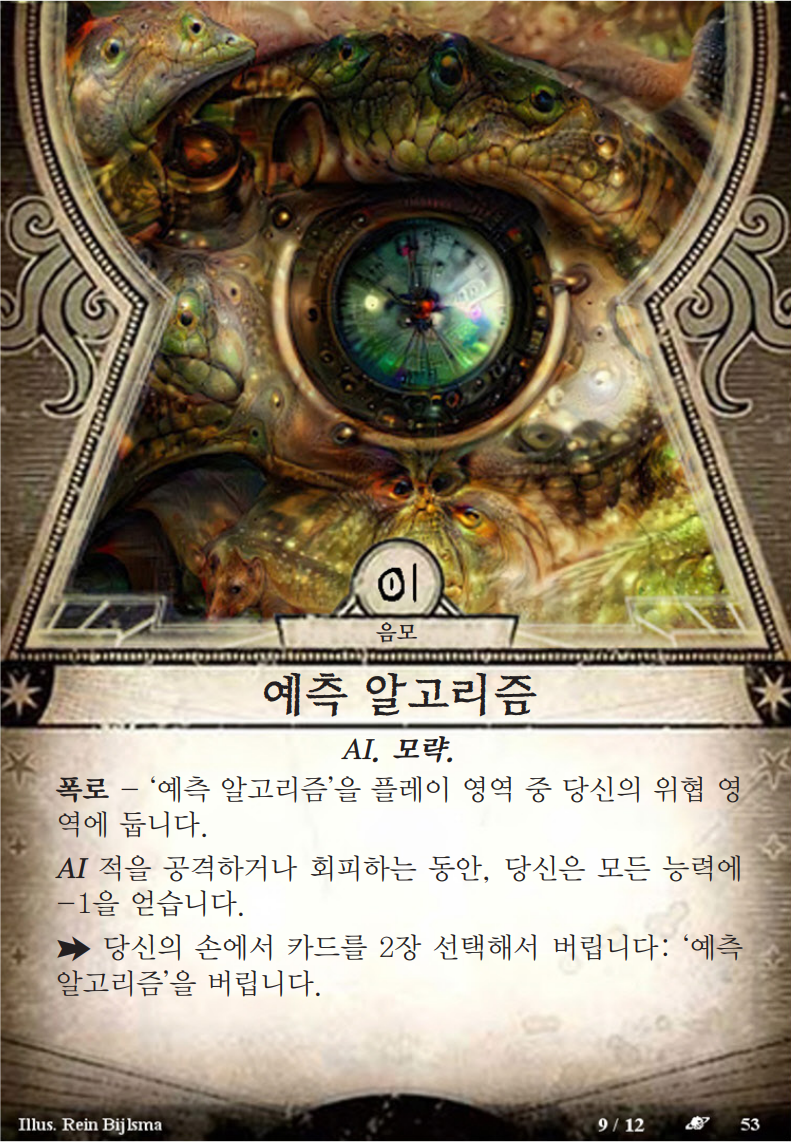 01
음모
예측 알고리즘
AI. 모략.
폭로 – ‘예측 알고리즘’을 플레이 영역 중 당신의 위협 영
역에 둡니다.
AI 적을 공격하거나 회피하는 동안, 당신은 모든 능력에
–1을 얻습니다.
당신의 손에서 카드를 2장 선택해서 버립니다: ‘예측
알고리즘’을 버립니다.
Illus. Rein Bijlsma
9 / 12
53